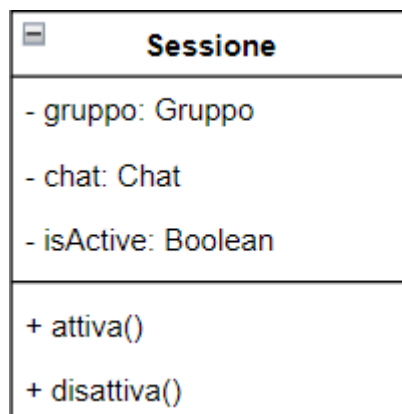 Sessione
- gruppo: Gruppo
- chat: Chat
- isActive: Boolean
+ attiva()
+ disattiva()